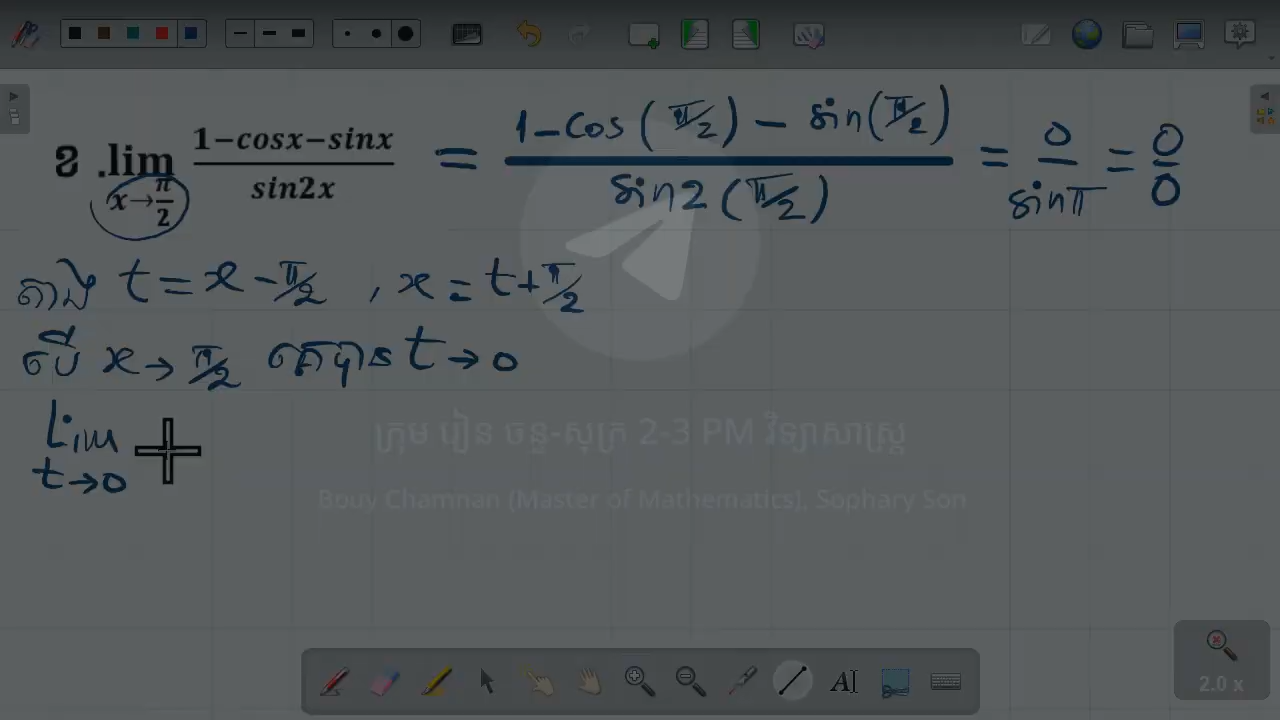 ខ .lim x→π/2 (1-cosx-sinx)/(sin2x) = (1-cos(π/2) - sin(π/2))/(sin2(π/2)) = 0/sinπ = 0/0
តាង t = x - π/2 , x = t + π/2
បើ x → π/2 គេបាន t → 0
Lim t→0
ក្រុម រៀន ចន្ទ-សុក្រ 2-3 PM វិទ្យាសាស្ត្រ
Bouy Chamnan (Master of Mathematics), Sophary Son
AI
2.0 x